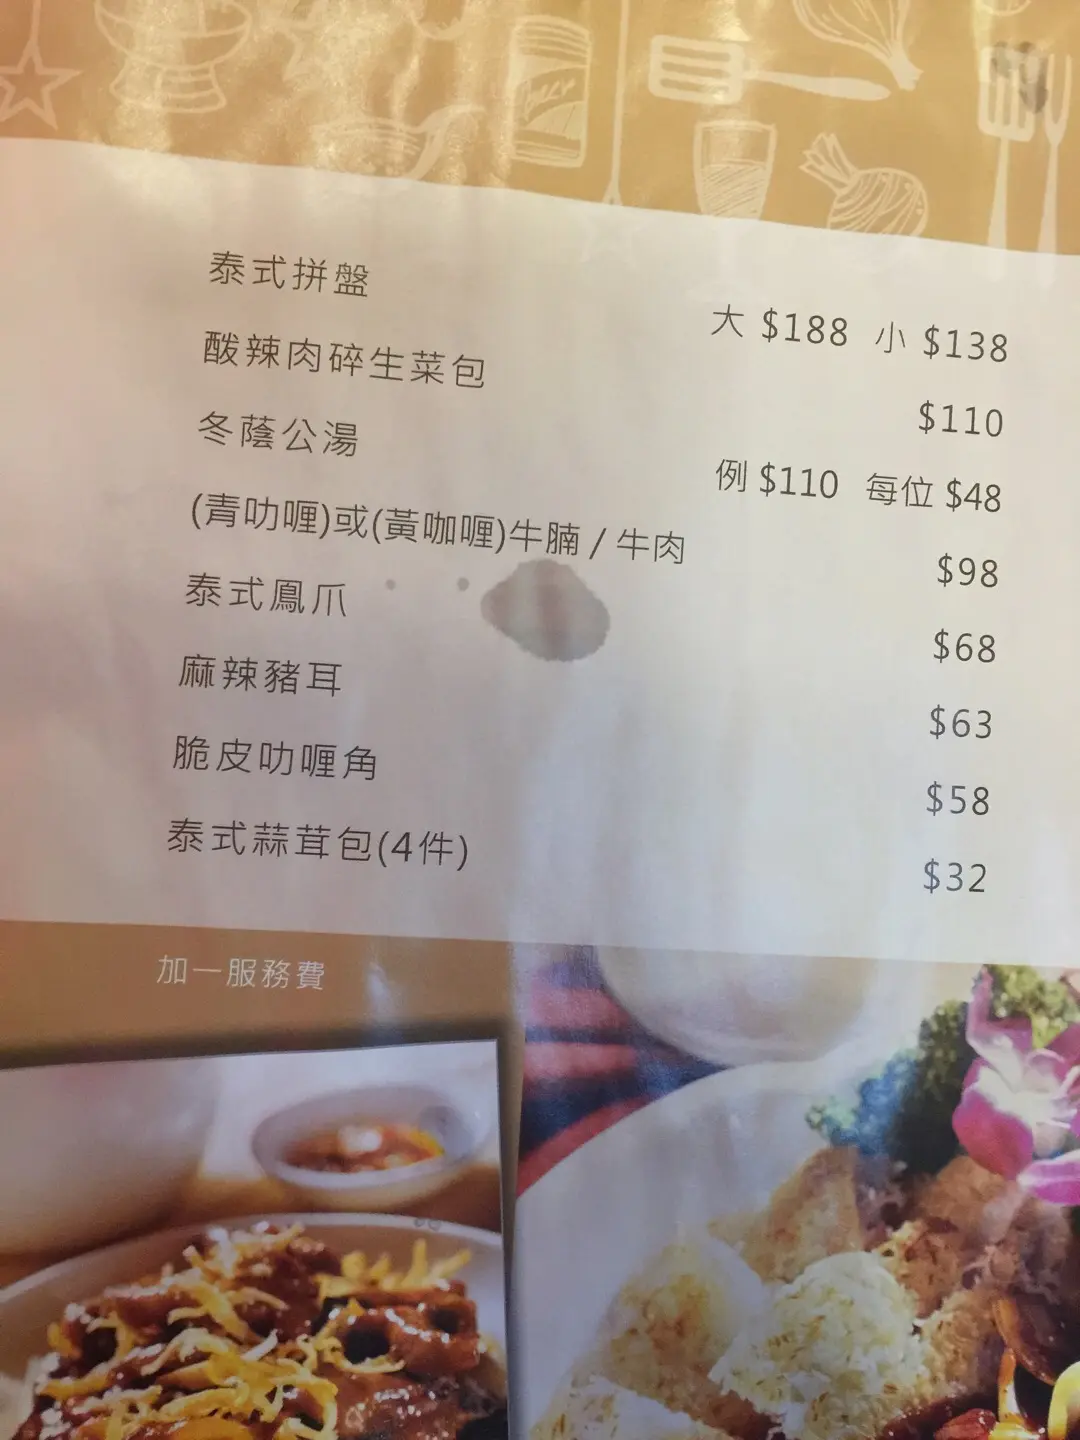 泰式拼盤 大 $188 小 $138
酸辣肉碎生菜包 $110
冬蔭公湯 例 $110 每位 $48
(青叻喱)或(黃咖喱)牛腩 / 牛肉 $98
泰式鳳爪 $68
麻辣豬耳 $63
脆皮叻喱角 $58
泰式蒜茸包(4件) $32
加一服務費